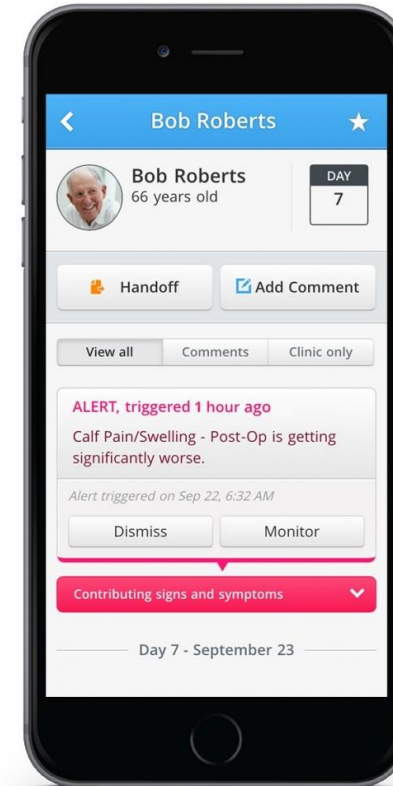 Bob Roberts
Bob Roberts
66 years old
DAY
7
Handoff
Add Comment
View all
Comments
Clinic only
ALERT, triggered 1 hour ago
Calf Pain/Swelling - Post-Op is getting
significantly worse.
Alert triggered on Sep 22, 6:32 AM
Dismiss
Monitor
Contributing signs and symptoms
Day 7 - September 23